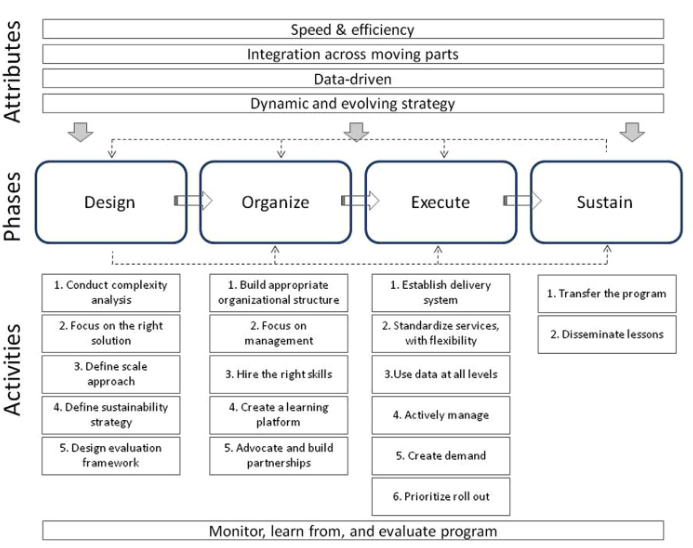 Attributes
Speed & efficiency
Integration across moving parts
Data-driven
Dynamic and evolving strategy
Phases
Design
Organize
Execute
Sustain
Activities
1. Conduct complexity
analysis
2. Focus on the right
solution
3. Define scale
approach
4. Define sustainability
strategy
5. Design evaluation
framework
1. Build appropriate
organizational structure
2. Focus on
management
3. Hire the right skills
4. Create a learning
platform
5. Advocate and build
partnerships
1. Establish delivery
system
2. Standardize services,
with flexibility
3.Use data at all levels
4. Actively manage
5. Create demand
6. Prioritize roll out
1. Transfer the program
2. Disseminate lessons
Monitor, learn from, and evaluate program